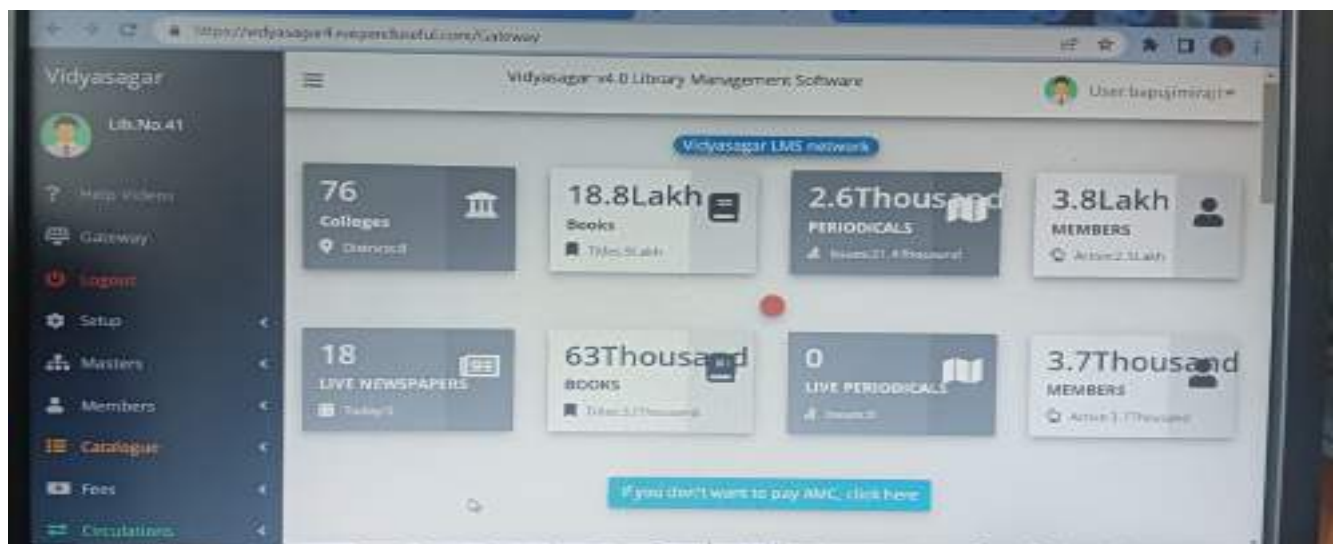 Vidyasagar
Vidyasagar v4.0 Library Management Software
Lib.No.41
Vidyasagar LMS network
? Help Videos
Gateway
Logout
Setup
Masters
Members
Catalogue
Fees
Circulations
76
Colleges
18.8Lakh
Books
2.6Thousand
PERIODICALS
3.8Lakh
MEMBERS
18
LIVE NEWSPAPERS
63Thousand
BOOKS
0
LIVE PERIODICALS
3.7Thousand
MEMBERS
If you don't want to pay AMC, click here